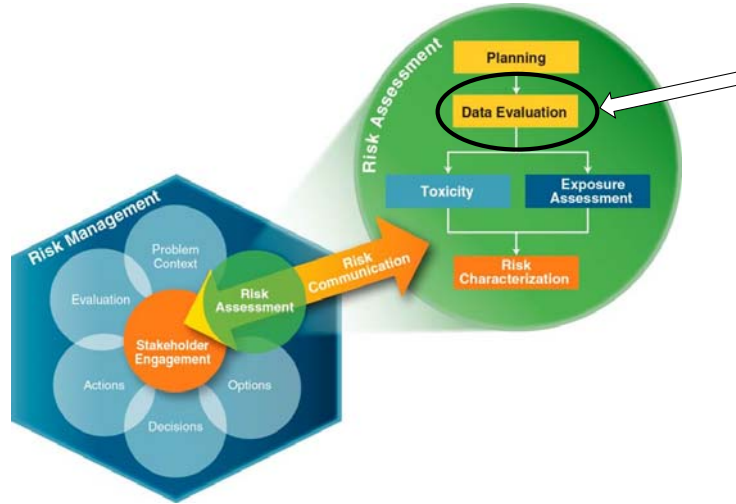 Risk Assessment
Planning
Data Evaluation
Toxicity
Exposure
Assessment
Risk
Characterization
Risk Management
Problem
Context
Evaluation
Risk
Assessment
Risk
Communication
Stakeholder
Engagement
Actions
Options
Decisions